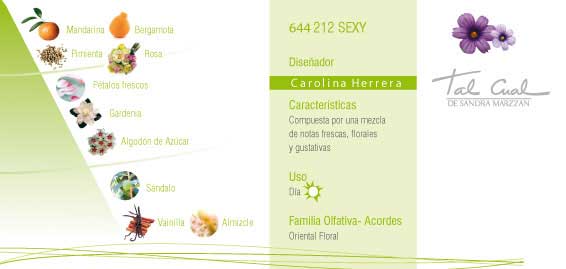 Mandarina Bergamota
Pimienta Rosa
Pétalos frescos
Gardenia
Algodón de Azúcar
Sándalo
Vainilla Almizcle
644 212 SEXY
Diseñador
Carolina Herrera
Características
Compuesta por una mezcla
de notas frescas, florales
y gustativas
Uso
Día
Familia Olfativa- Acordes
Oriental Floral
Tal Cual
DE SANDRA MARZZAN